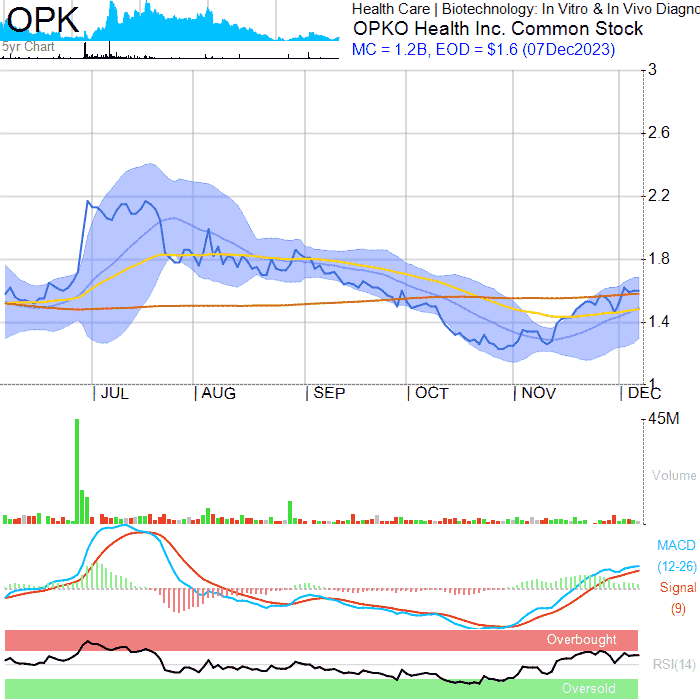 OPK
5yr Chart
Health Care | Biotechnology: In Vitro & In Vivo Diagno
OPKO Health Inc. Common Stock
MC = 1.2B, EOD = $1.6 (07Dec2023)
3
2.6
2.2
1.8
1.4
1
JUL AUG SEP OCT NOV DEC
45M
Volume
MACD
(12-26)
Signal
(9)
Overbought
RSI(14)
Oversold